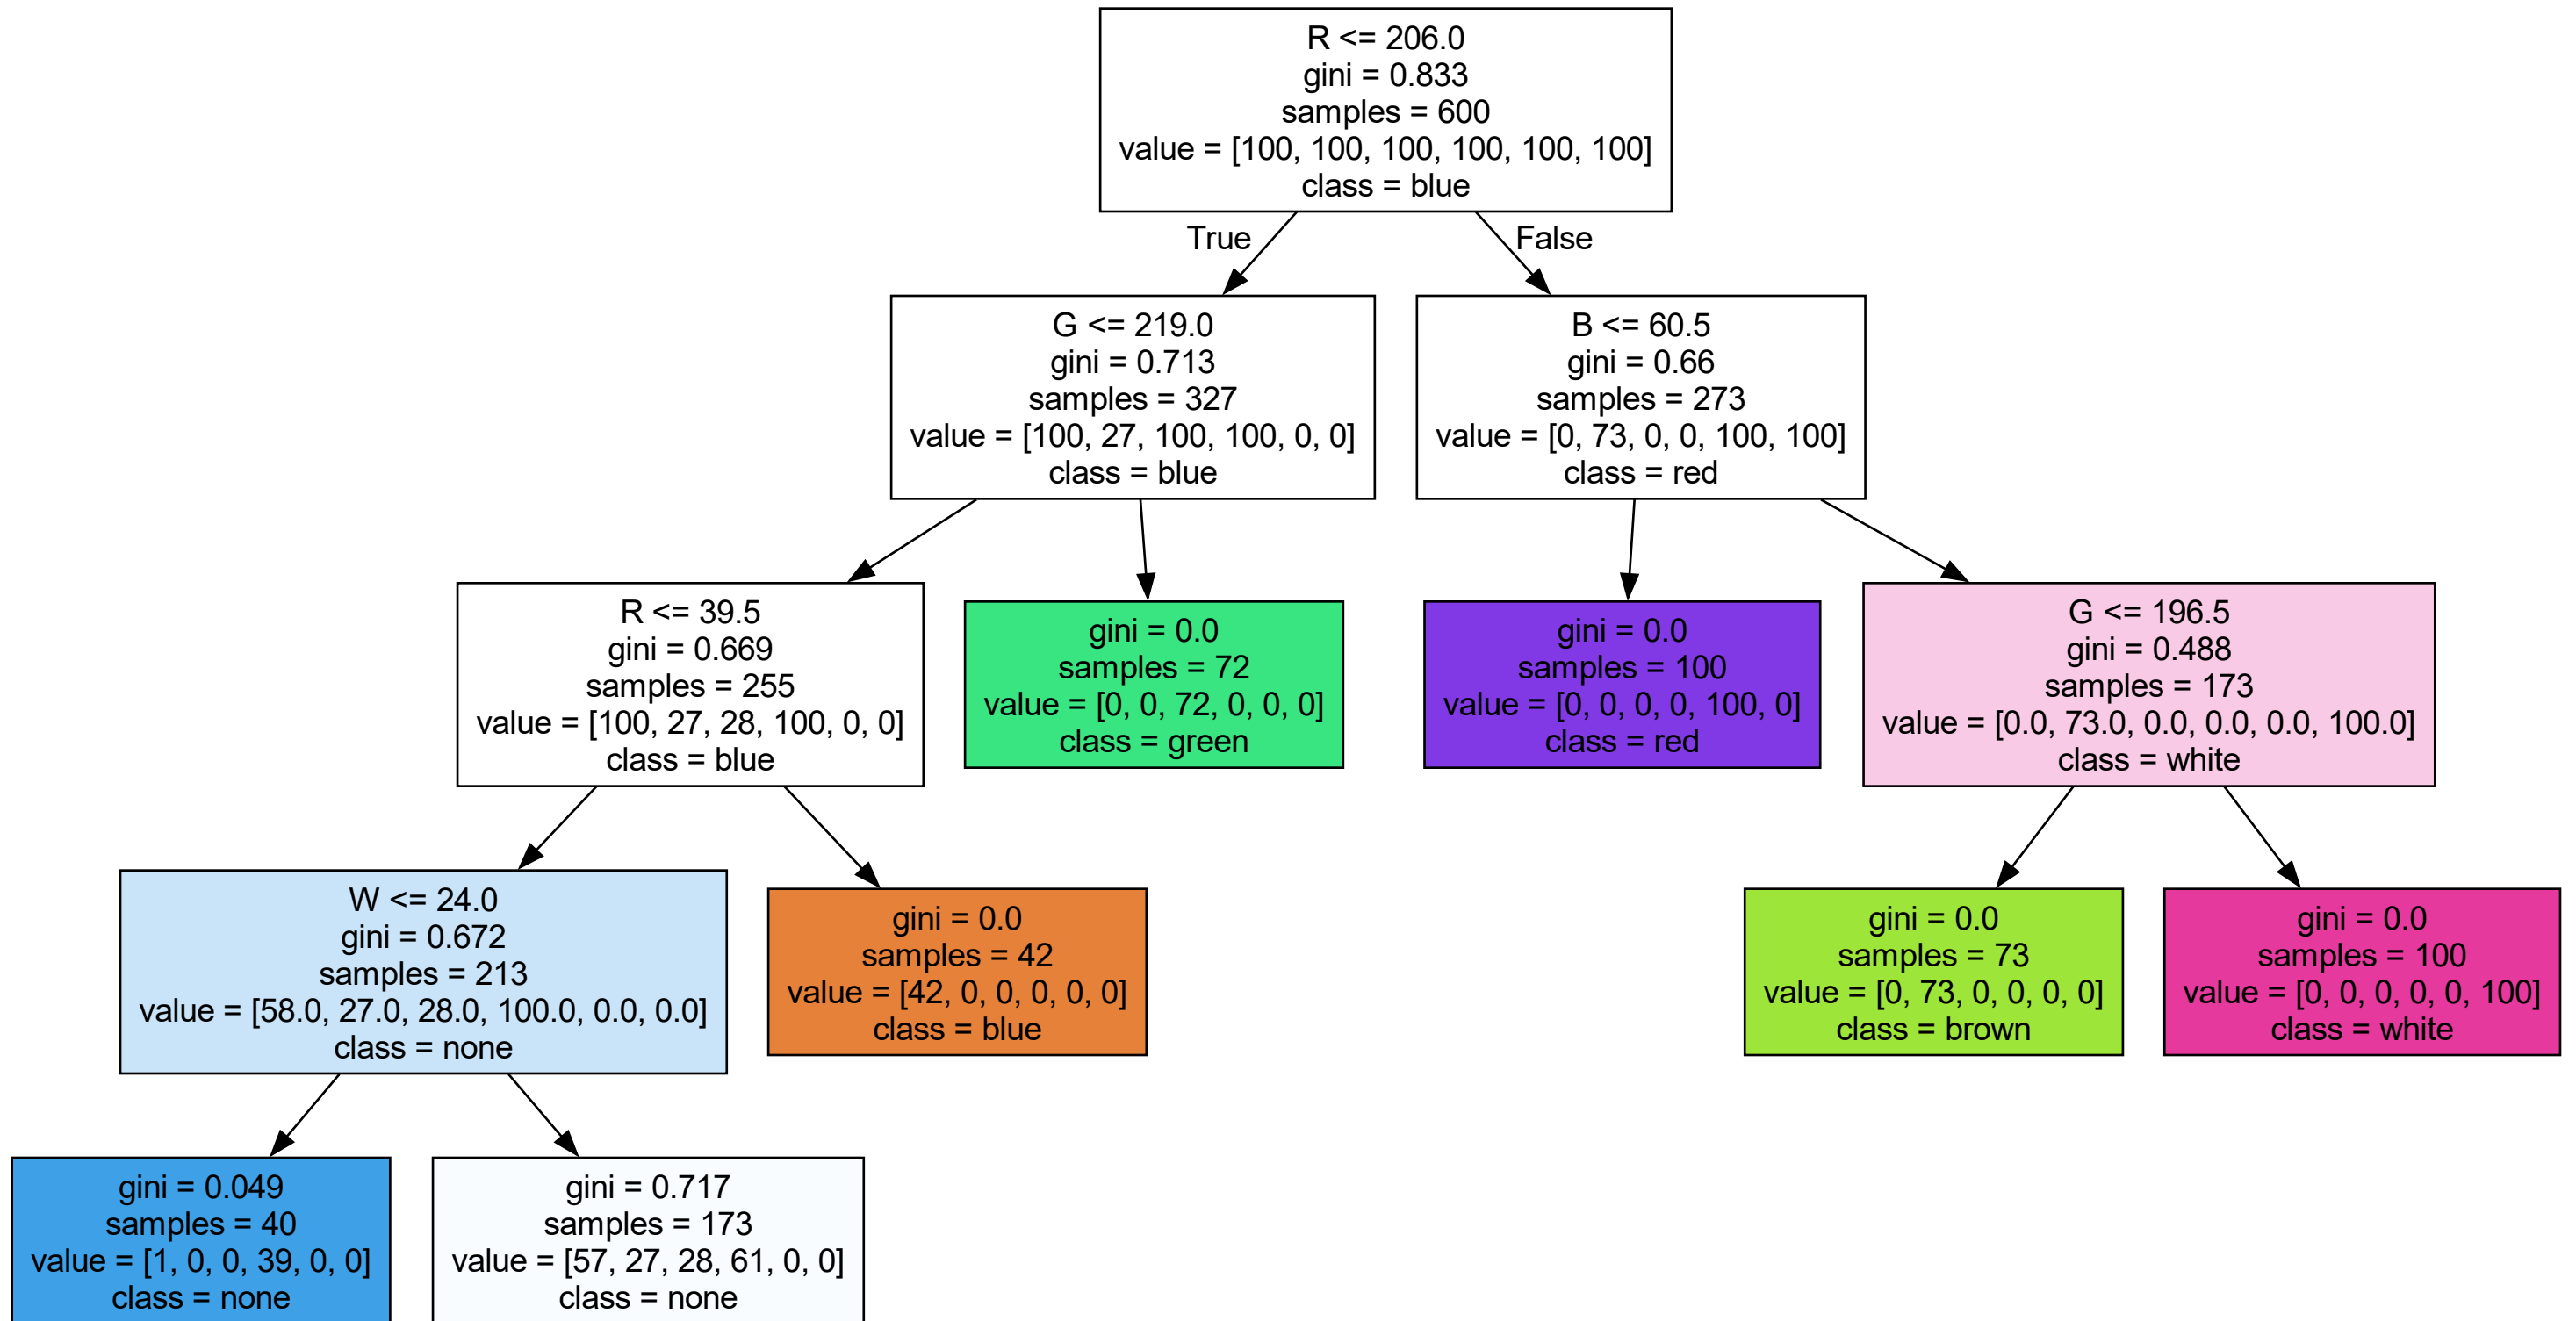 R <= 206.0
gini = 0.833
samples = 600
value = [100, 100, 100, 100, 100, 100]
class = blue
True
False
G <= 219.0
gini = 0.713
samples = 327
value = [100, 27, 100, 100, 0, 0]
class = blue
B <= 60.5
gini = 0.66
samples = 273
value = [0, 73, 0, 0, 100, 100]
class = red
R <= 39.5
gini = 0.669
samples = 255
value = [100, 27, 28, 100, 0, 0]
class = blue
gini = 0.0
samples = 72
value = [0, 0, 72, 0, 0, 0]
class = green
gini = 0.0
samples = 100
value = [0, 0, 0, 0, 100, 0]
class = red
G <= 196.5
gini = 0.488
samples = 173
value = [0.0, 73.0, 0.0, 0.0, 0.0, 100.0]
class = white
W <= 24.0
gini = 0.672
samples = 213
value = [58.0, 27.0, 28.0, 100.0, 0.0, 0.0]
class = none
gini = 0.0
samples = 42
value = [42, 0, 0, 0, 0, 0]
class = blue
gini = 0.0
samples = 73
value = [0, 73, 0, 0, 0, 0]
class = brown
gini = 0.0
samples = 100
value = [0, 0, 0, 0, 0, 100]
class = white
gini = 0.049
samples = 40
value = [1, 0, 0, 39, 0, 0]
class = none
gini = 0.717
samples = 173
value = [57, 27, 28, 61, 0, 0]
class = none